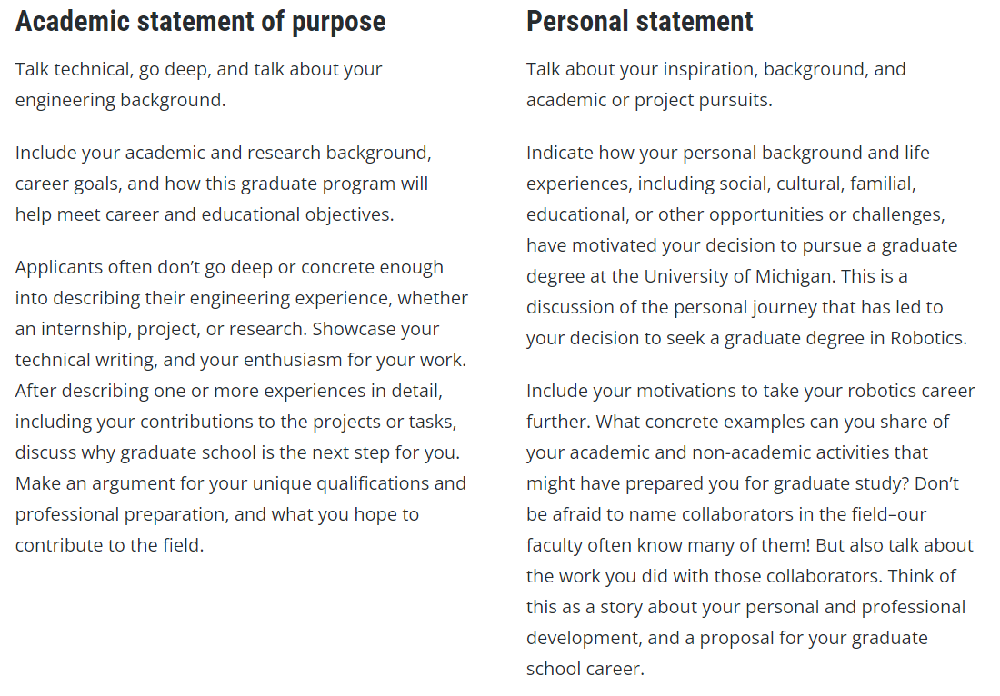 Academic statement of purpose
Talk technical, go deep, and talk about your
engineering background.
Include your academic and research background,
career goals, and how this graduate program will
help meet career and educational objectives.
Applicants often don’t go deep or concrete enough
into describing their engineering experience, whether
an internship, project, or research. Showcase your
technical writing, and your enthusiasm for your work.
After describing one or more experiences in detail,
including your contributions to the projects or tasks,
discuss why graduate school is the next step for you.
Make an argument for your unique qualifications and
professional preparation, and what you hope to
contribute to the field.
Personal statement
Talk about your inspiration, background, and
academic or project pursuits.
Indicate how your personal background and life
experiences, including social, cultural, familial,
educational, or other opportunities or challenges,
have motivated your decision to pursue a graduate
degree at the University of Michigan. This is a
discussion of the personal journey that has led to
your decision to seek a graduate degree in Robotics.
Include your motivations to take your robotics career
further. What concrete examples can you share of
your academic and non-academic activities that
might have prepared you for graduate study? Don’t
be afraid to name collaborators in the field–our
faculty often know many of them! But also talk about
the work you did with those collaborators. Think of
this as a story about your personal and professional
development, and a proposal for your graduate
school career.